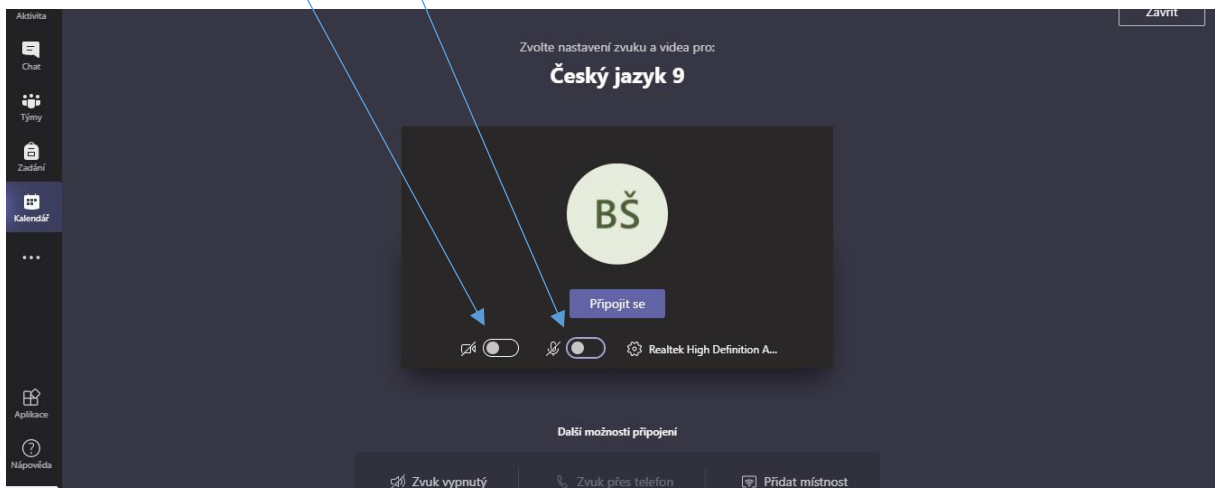 Aktivita
Chat
Týmy
Zadání
Kalendář
Aplikace
Nápověda
Zavřít
Zvolte nastavení zvuku a videa pro:
Český jazyk 9
BŠ
Připojit se
Realtek High Definition A...
Další možnosti připojení
Zvuk vypnutý
Zvuk přes telefon
Přidat místnost